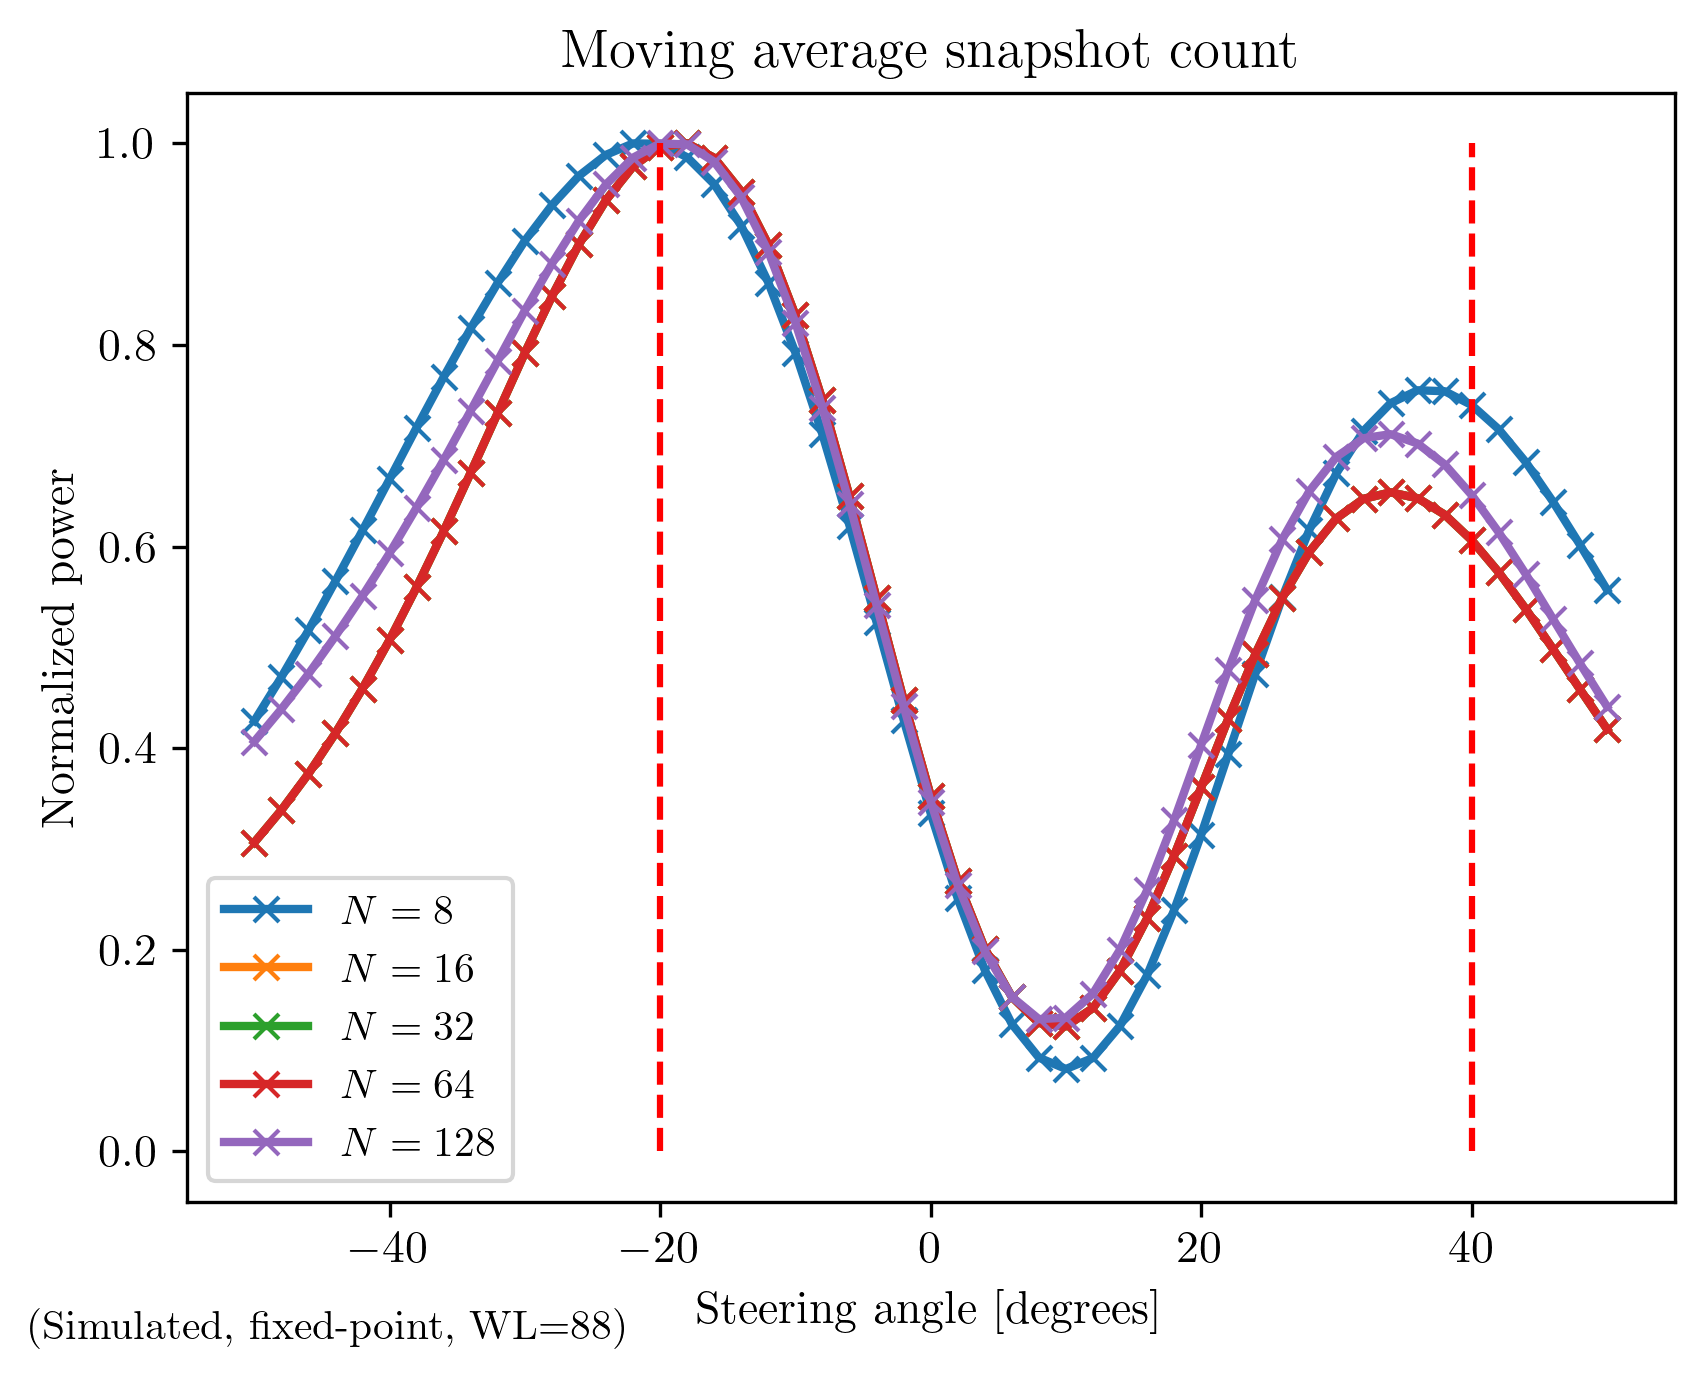 Moving average snapshot count
Normalized power
1.0
0.8
0.6
0.4
0.2
0.0
N = 8
N = 16
N = 32
N = 64
N = 128
−40
−20
0
20
40
Steering angle [degrees]
(Simulated, fixed-point, WL=88)